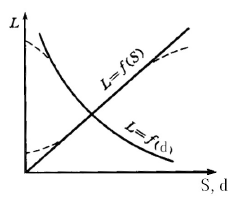 L
L=f(S)
L=f(d)
S, d